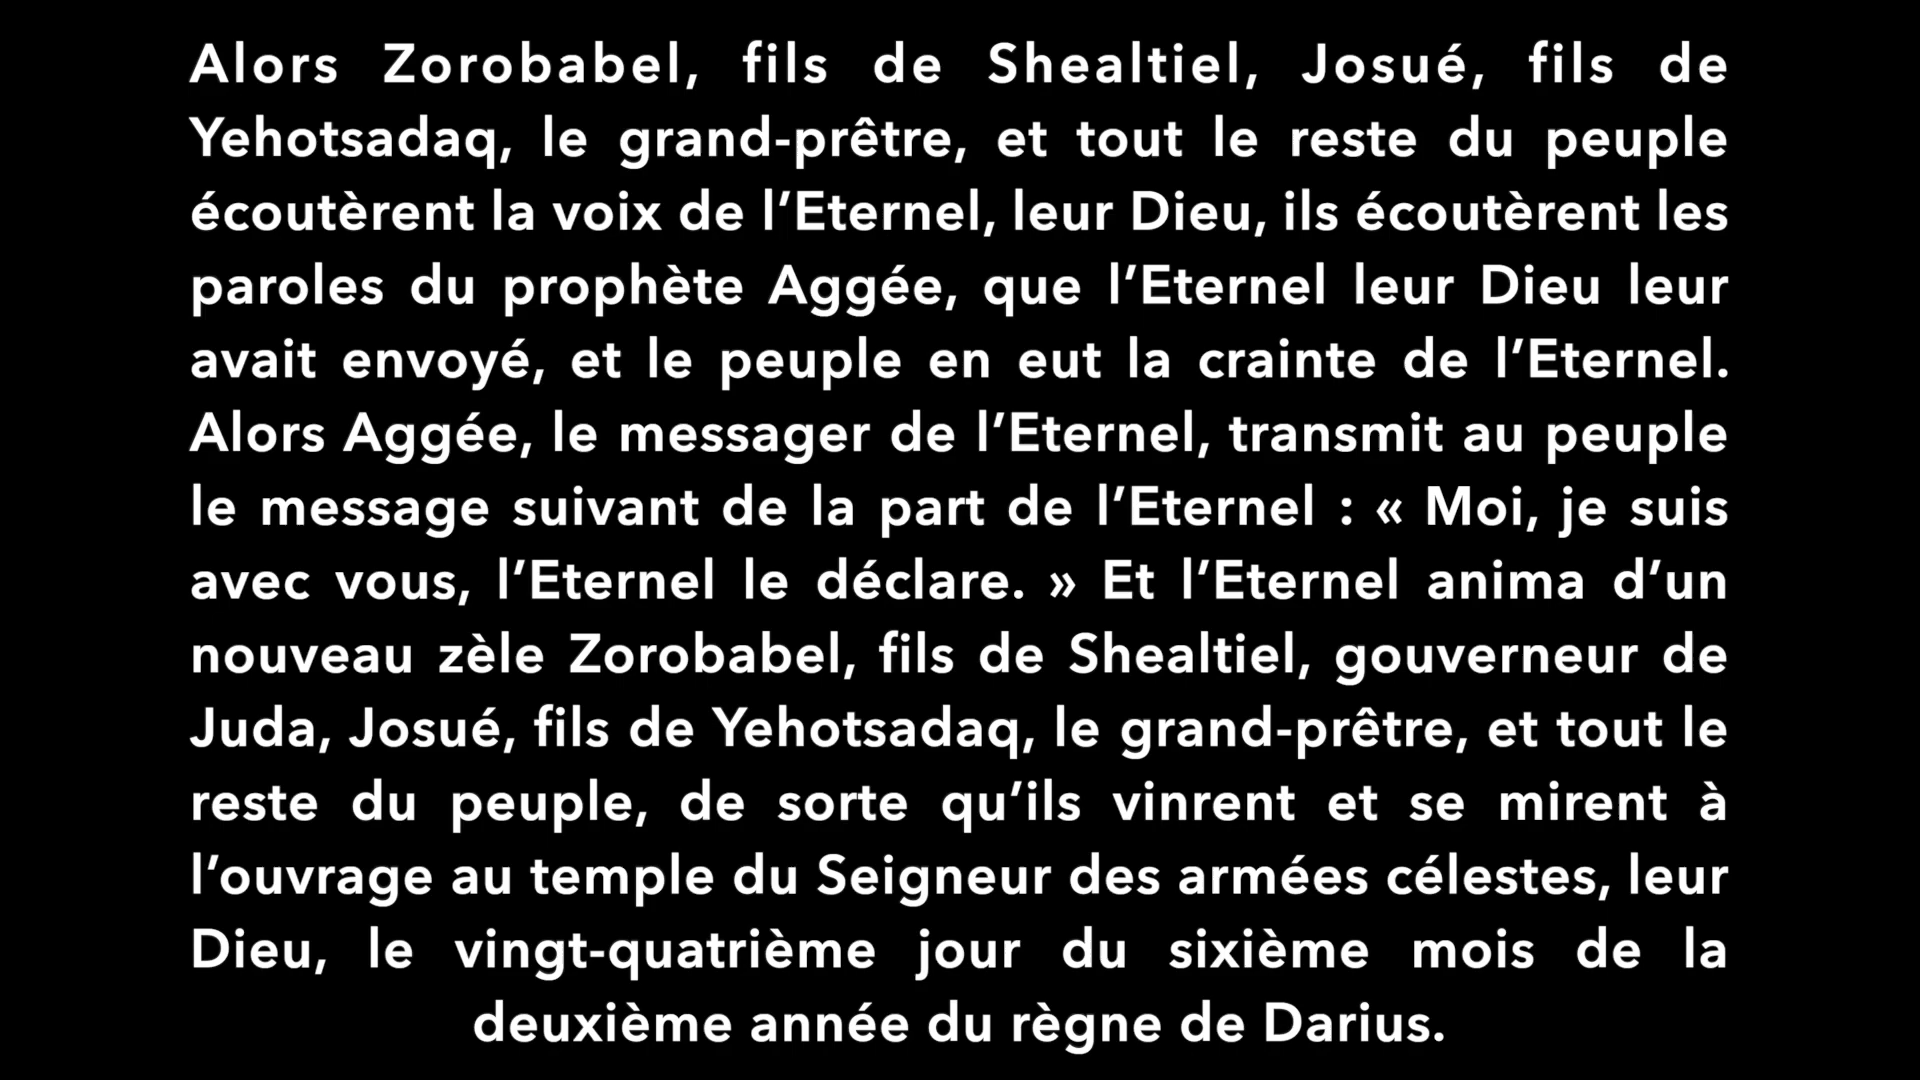 Alors Zorobabel, fils de Shealtiel, Josué, fils de
Yehotsadaq, le grand-prêtre, et tout le reste du peuple
écoutèrent la voix de l’Eternel, leur Dieu, ils écoutèrent les
paroles du prophète Aggée, que l’Eternel leur Dieu leur
avait envoyé, et le peuple en eut la crainte de l’Eternel.
Alors Aggée, le messager de l’Eternel, transmit au peuple
le message suivant de la part de l’Eternel : « Moi, je suis
avec vous, l’Eternel le déclare. » Et l’Eternel anima d’un
nouveau zèle Zorobabel, fils de Shealtiel, gouverneur de
Juda, Josué, fils de Yehotsadaq, le grand-prêtre, et tout le
reste du peuple, de sorte qu’ils vinrent et se mirent à
l’ouvrage au temple du Seigneur des armées célestes, leur
Dieu, le vingt-quatrième jour du sixième mois de la
deuxième année du règne de Darius.